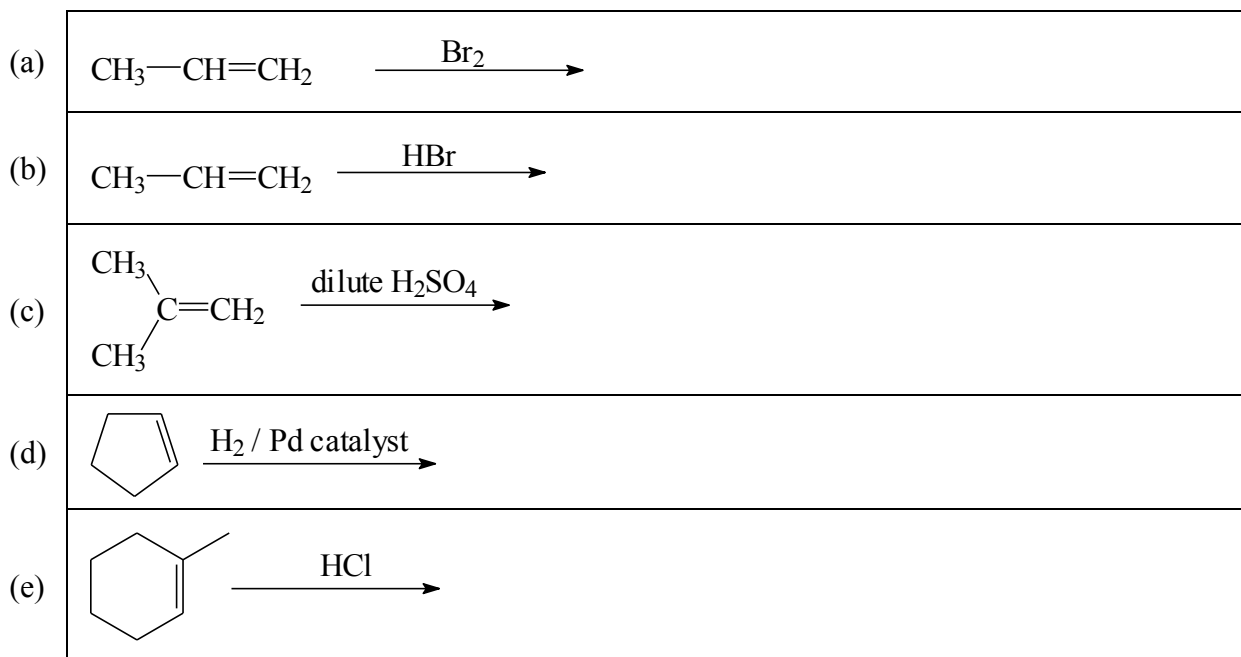 (a) CH₃—CH═CH₂ Br₂
(b) CH₃—CH═CH₂ HBr
CH₃
(c) C═CH₂ dilute H₂SO₄
CH₃
(d) H₂ / Pd catalyst
(e) HCl